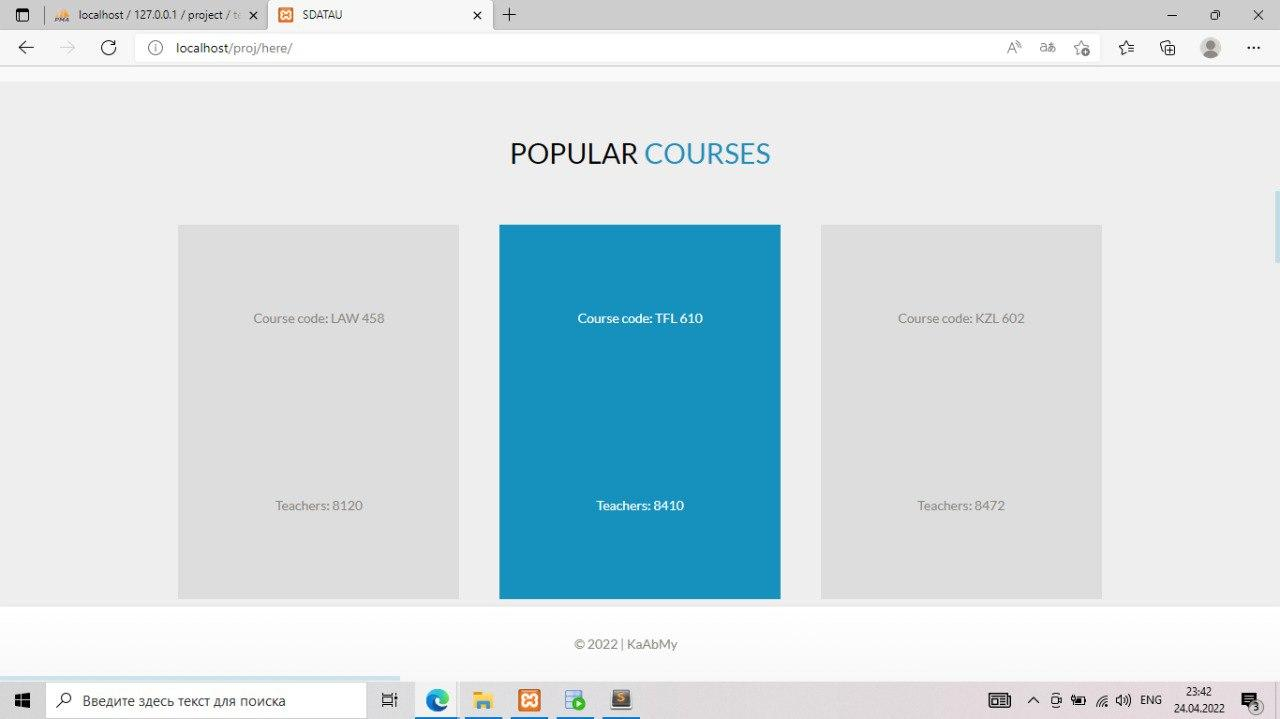 localhost / 127.0.0.1 / project / t
SDATAU
localhost/proj/here/
POPULAR COURSES
Course code: LAW 458
Course code: TFL 610
Course code: KZL 602
Teachers: 8120
Teachers: 8410
Teachers: 8472
© 2022 | KaAbMy
Введите здесь текст для поиска
ENG
23:42
24.04.2022
3